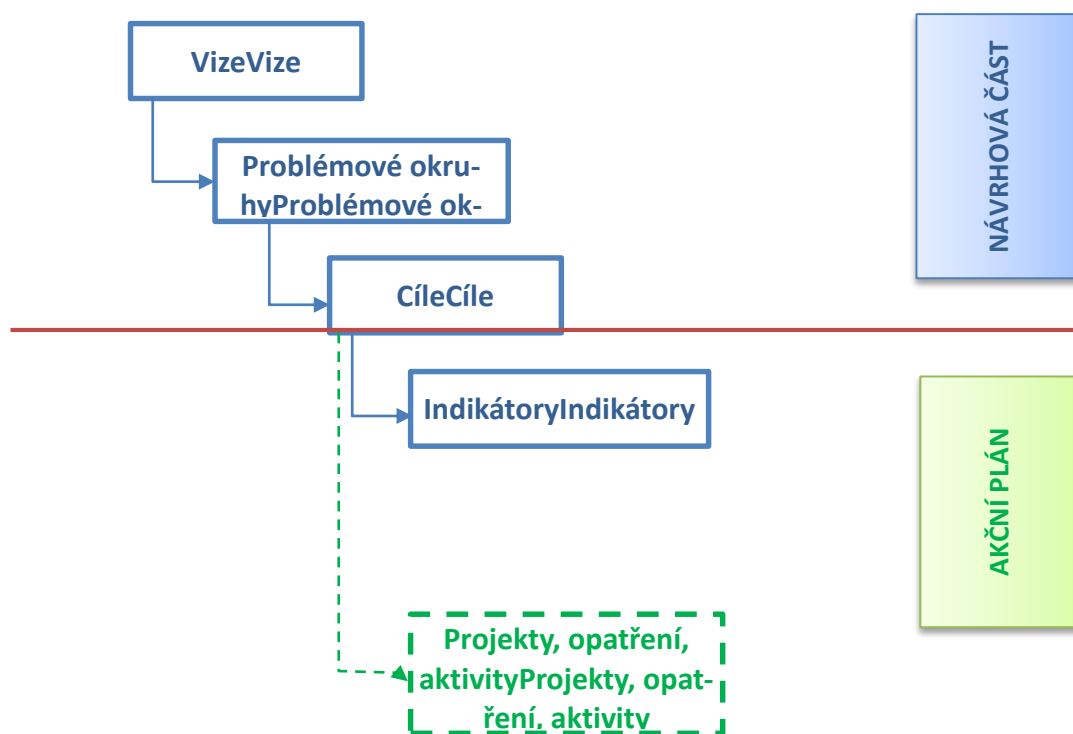 VizeVize
NÁVRHOVÁ ČÁST
Problémové okru-
hyProblémové ok-
CíleCíle
IndikátoryIndikátory
AKČNÍ PLÁN
Projekty, opatření,
aktivityProjekty, opat-
ření, aktivity